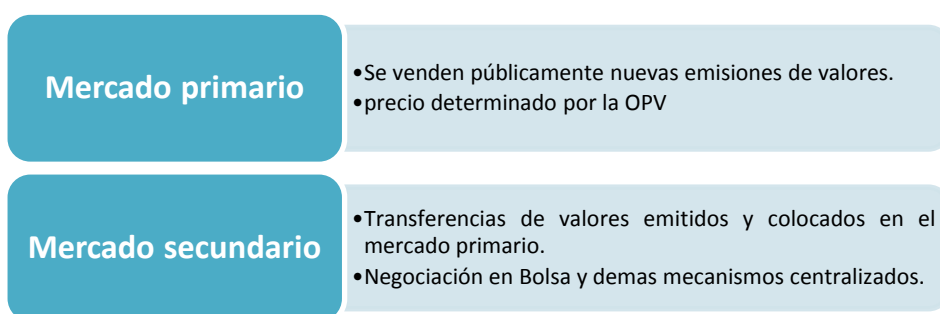 Mercado primario
•Se venden públicamente nuevas emisiones de valores.
•precio determinado por la OPV
Mercado secundario
•Transferencias de valores emitidos y colocados en el
mercado primario.
•Negociación en Bolsa y demas mecanismos centralizados.